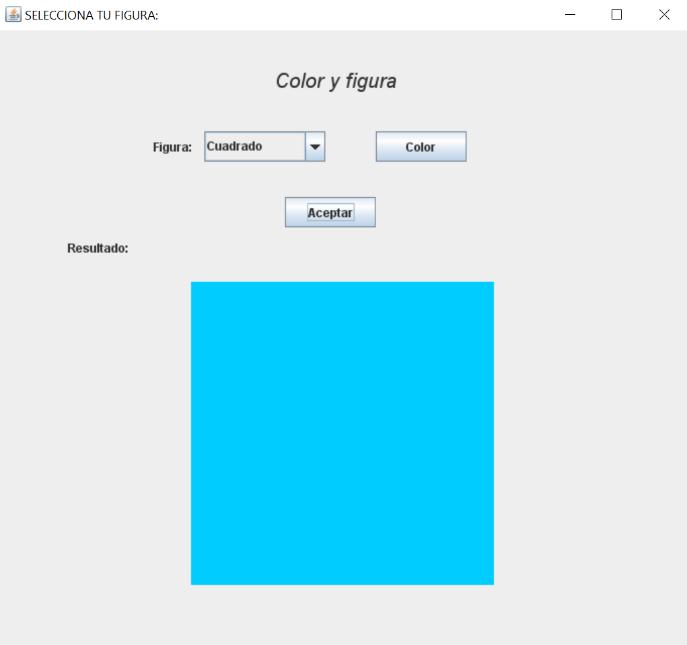 SELECCIONA TU FIGURA:
Color y figura
Figura: Cuadrado Color
Aceptar
Resultado: